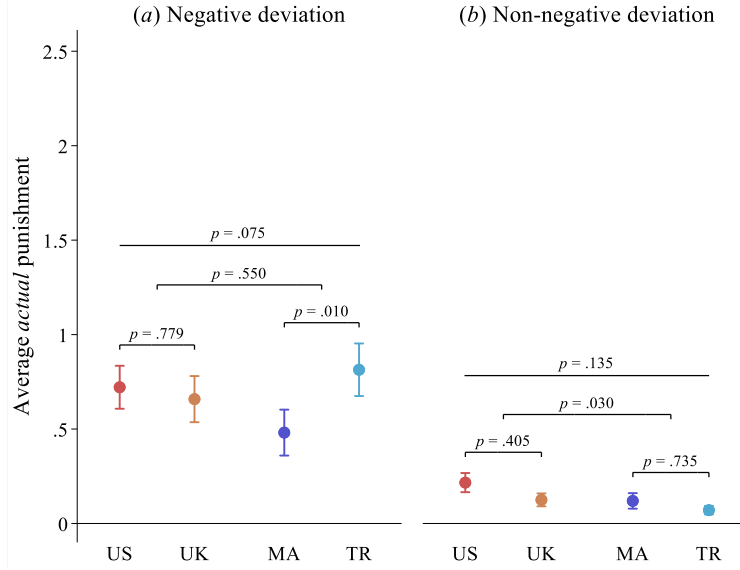 (a) Negative deviation
(b) Non-negative deviation
Average actual punishment
2.5
2
1.5
1
.5
0
p = .075
p = .550
p = .010
p = .779
p = .135
p = .030
p = .405
p = .735
US UK MA TR
US UK MA TR